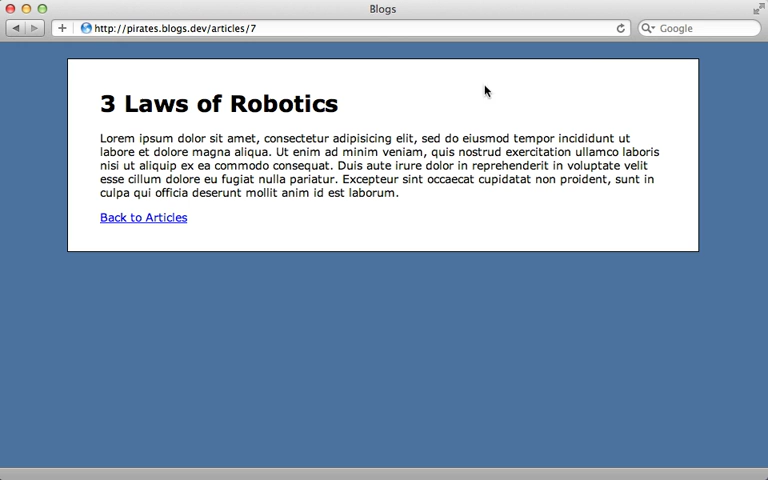 Blogs
http://pirates.blogs.dev/articles/7
Google
3 Laws of Robotics
Lorem ipsum dolor sit amet, consectetur adipisicing elit, sed do eiusmod tempor incididunt ut
labore et dolore magna aliqua. Ut enim ad minim veniam, quis nostrud exercitation ullamco laboris
nisi ut aliquip ex ea commodo consequat. Duis aute irure dolor in reprehenderit in voluptate velit
esse cillum dolore eu fugiat nulla pariatur. Excepteur sint occaecat cupidatat non proident, sunt in
culpa qui officia deserunt mollit anim id est laborum.
Back to Articles